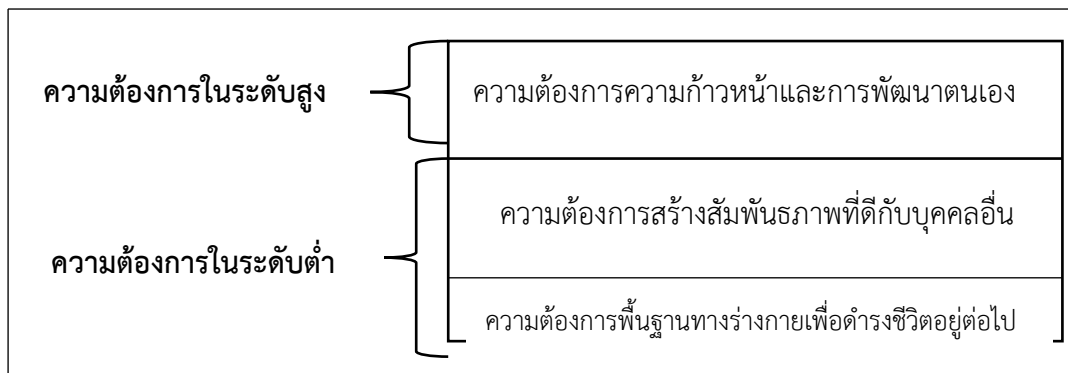 ความต้องการในระดับสูง
ความต้องการความก้าวหน้าและการพัฒนาตนเอง
ความต้องการสร้างสัมพันธภาพที่ดีกับบุคคลอื่น
ความต้องการในระดับต่ำ
ความต้องการพื้นฐานทางร่างกายเพื่อดำรงชีวิตอยู่ต่อไป